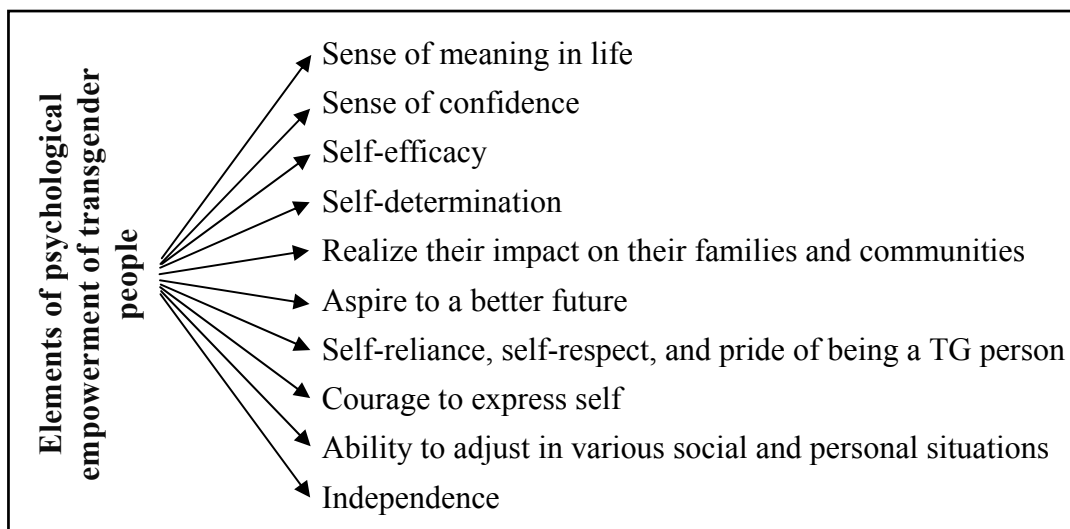 Elements of psychological
empowerment of transgender
people
Sense of meaning in life
Sense of confidence
Self-efficacy
Self-determination
Realize their impact on their families and communities
Aspire to a better future
Self-reliance, self-respect, and pride of being a TG person
Courage to express self
Ability to adjust in various social and personal situations
Independence